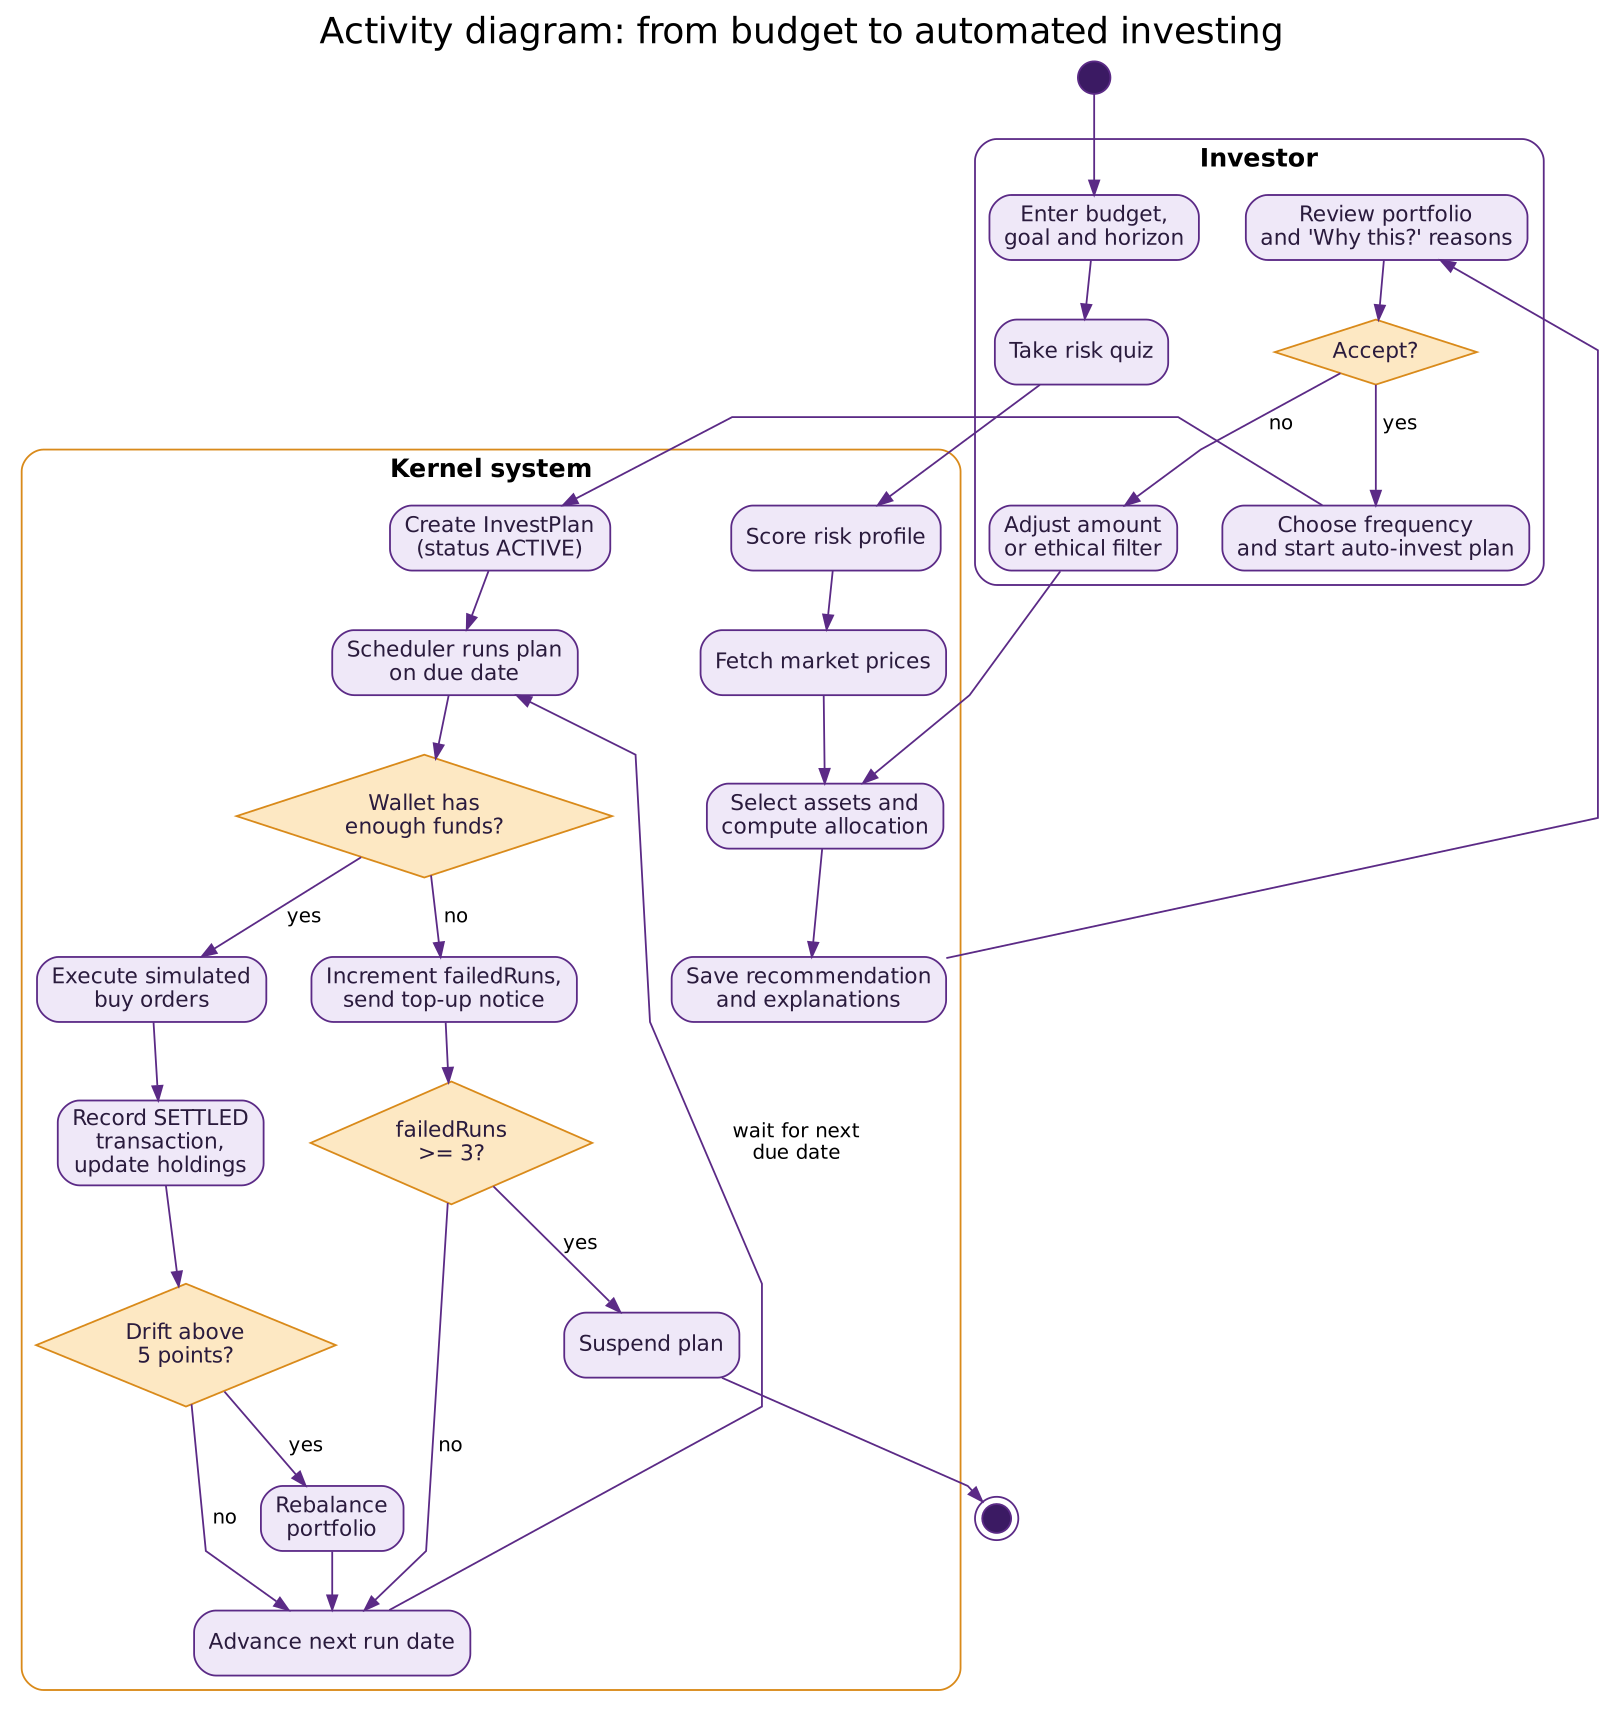 Activity diagram: from budget to automated investing
Investor
Enter budget,
goal and horizon
Review portfolio
and 'Why this?' reasons
Take risk quiz
Accept?
no
yes
Adjust amount
or ethical filter
Choose frequency
and start auto-invest plan
Kernel system
Create InvestPlan
(status ACTIVE)
Score risk profile
Scheduler runs plan
on due date
Fetch market prices
Wallet has
enough funds?
Select assets and
compute allocation
yes
no
Execute simulated
buy orders
Increment failedRuns,
send top-up notice
Save recommendation
and explanations
Record SETTLED
transaction,
update holdings
failedRuns
>= 3?
wait for next
due date
yes
Drift above
5 points?
Suspend plan
yes
no
no
Rebalance
portfolio
Advance next run date